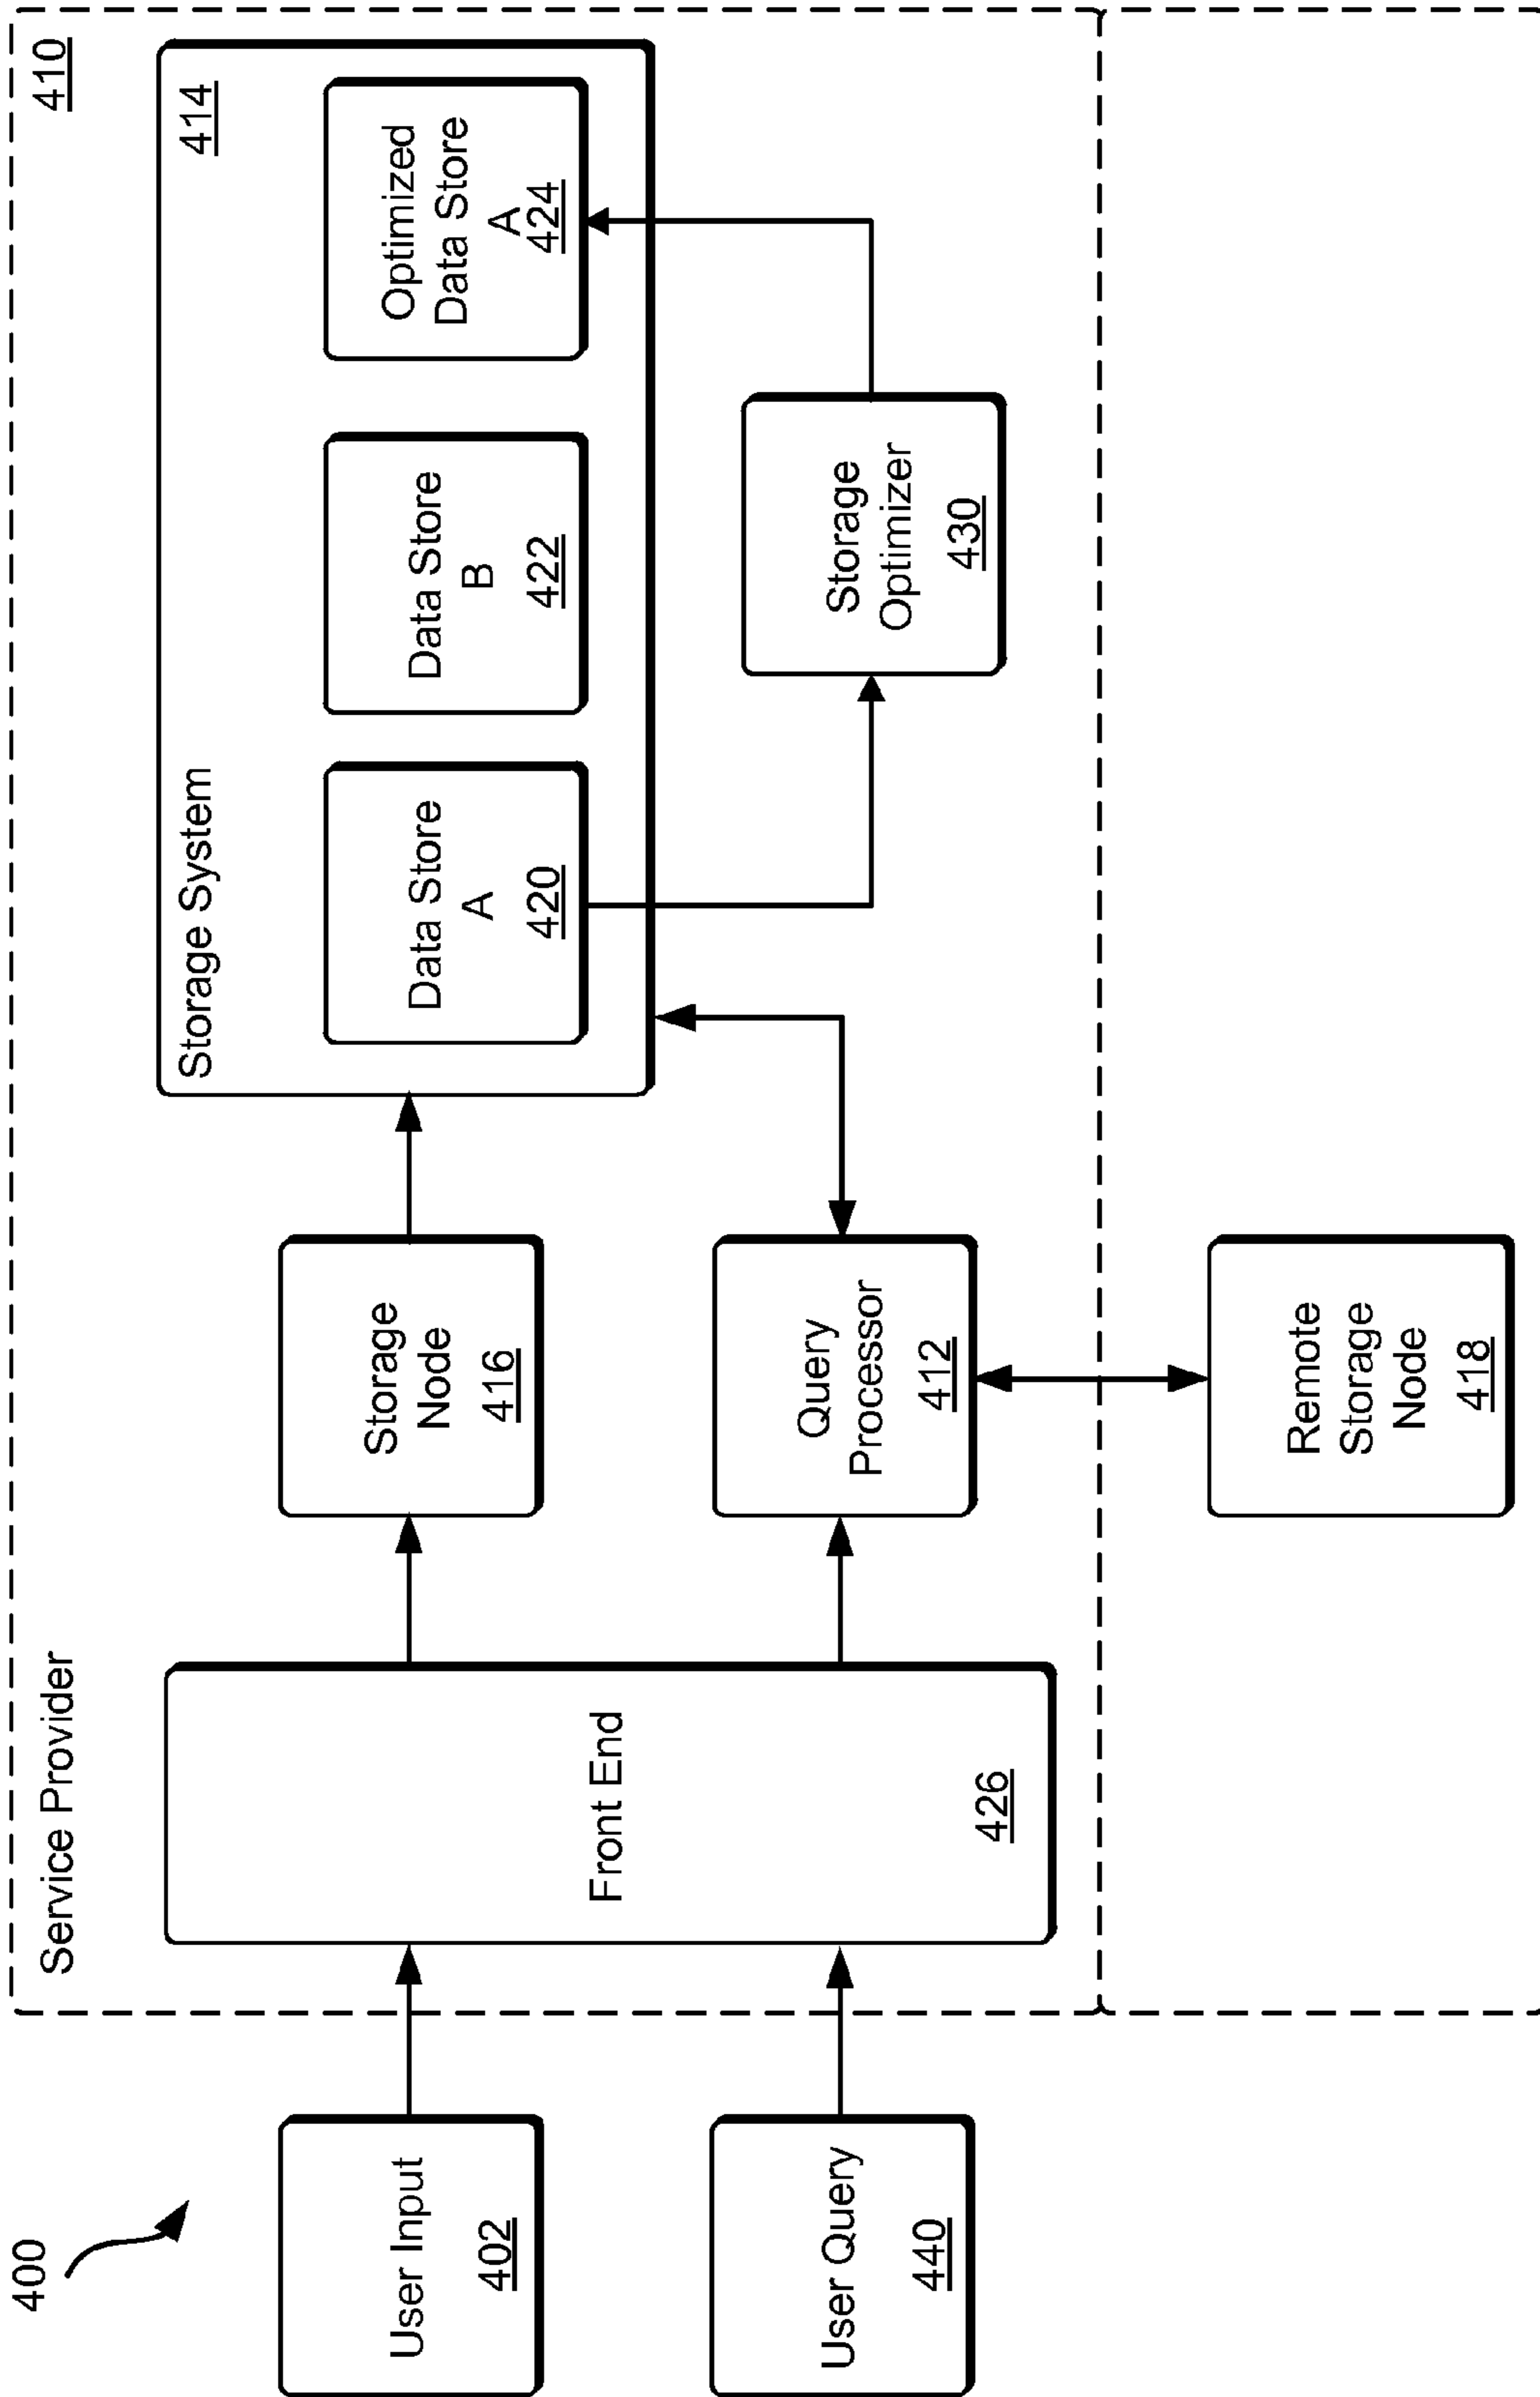 400
Service Provider
410
User Input
402
User Query
440
Front End
426
Storage
Node
416
Query
Processor
412
Remote
Storage
Node
418
Storage System
414
Data Store
A
420
Data Store
B
422
Optimized
Data Store
A
424
Storage
Optimizer
430